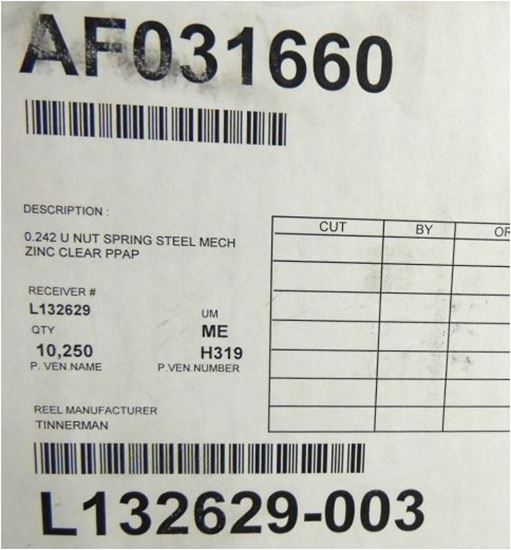 AF031660
DESCRIPTION :
0.242 U NUT SPRING STEEL MECH
ZINC CLEAR PPAP
CUT BY OR
RECEIVER #
L132629
UM
QTY
ME
10,250
H319
P. VEN.NAME P.VEN.NUMBER
REEL MANUFACTURER
TINNERMAN
L132629-003